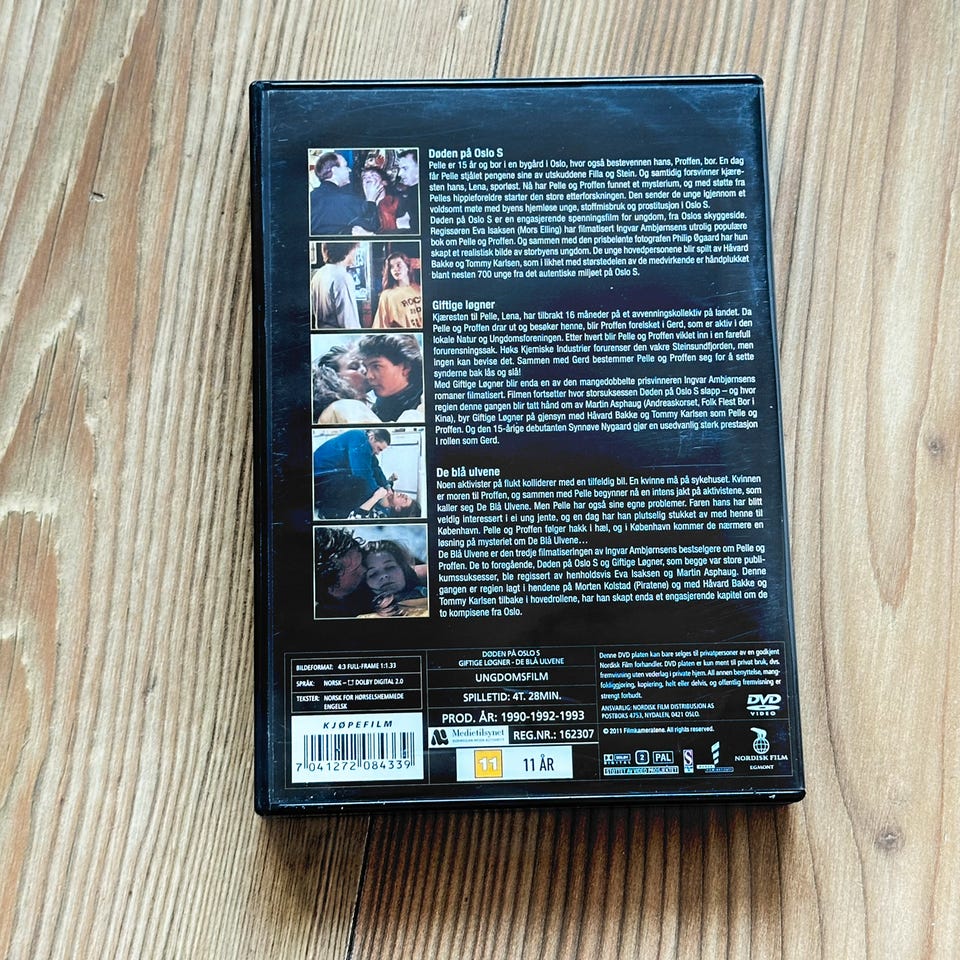 Døden på Oslo S
Pelle er 15 år og bor i en bygård i Oslo, hvor også bestevennen hans, Proffen, bor. En dag
får Pelle stjålet pengene sine av utskuddene Filla og Stein. Og samtidig forsvinner kjære-
sten hans, Lena, sporløst. Nå har Pelle og Proffen funnet et mysterium, og med støtte fra
Pelles hippieforeldre starter den store etterforskningen. Den sender de unge igjennom et
voldsomt møte med byens hjemløse unge, stoffmisbruk og prostitusjon i Oslo S.
Døden på Oslo S er en engasjerende spenningsfilm for ungdom, fra Oslos skyggeside.
Regissøren Eva Isaksen (Mors Elling) har filmatisert Ingvar Ambjørnsens utrolig populære
bok om Pelle og Proffen. Og sammen med den prisbelønte fotografen Philip Øgaard har hun
skapt et realistisk bilde av storbyens ungdom. De unge hovedpersonene blir spilt av Håvard
Bakke og Tommy Karlsen, som i likhet med størstedelen av de medvirkende er håndplukket
blant nesten 700 unge fra det autentiske miljøet på Oslo S.
Giftige løgner
Kjæresten til Pelle, Lena, har tilbrakt 16 måneder på et avvenningskollektiv på landet. Da
Pelle og Proffen drar ut og besøker henne, blir Proffen forelsket i Gerd, som er aktiv i den
lokale Natur og Ungdomsforeningen. Etter hvert blir Pelle og Proffen viklet inn i en farefull
forurensningssak. Høks Kjemiske Industrier forurenser den vakre Steinsundfjorden, men
ingen kan bevise det. Sammen med Gerd bestemmer Pelle og Proffen seg for å sette
synderne bak lås og slå!
Med Giftige Løgner blir enda en av den mangedobbelte prisvinneren Ingvar Ambjørnsens
romaner filmatisert. Filmen fortsetter hvor storsuksessen Døden på Oslo S slapp – og hvor
regien denne gangen blir tatt hånd om av Martin Asphaug (Andreaskorset, Folk Flest Bor i
Kina), byr Giftige Løgner på gjensyn med Håvard Bakke og Tommy Karlsen som Pelle og
Proffen. Og den 15-årige debutanten Synnøve Nygaard gjør en usedvanlig sterk prestasjon
i rollen som Gerd.
De blå ulvene
Noen aktivister på flukt kolliderer med en tilfeldig bil. En kvinne må på sykehuset. Kvinnen
er moren til Proffen, og sammen med Pelle begynner nå en intens jakt på aktivistene, som
kaller seg De Blå Ulvene. Men Pelle har også sine egne problemer. Faren hans har blitt
veldig interessert i ei ung jente, og en dag har han plutselig stukket av med henne til
København. Pelle og Proffen følger hakk i hæl, og i København kommer de nærmere en
løsning på mysteriet om De Blå Ulvene...
De Blå Ulvene er den tredje filmatiseringen av Ingvar Ambjørnsens bestselgere om Pelle og
Proffen. De to foregående, Døden på Oslo S og Giftige Løgner, som begge var store publi-
kumssuksesser, ble regissert av henholdsvis Eva Isaksen og Martin Asphaug. Denne
gangen er regien lagt i hendene på Morten Kolstad (Piratene) og med Håvard Bakke og
Tommy Karlsen tilbake i hovedrollene, har han skapt enda et engasjerende kapitel om de
to kompisene fra Oslo.
BILDEFORMAT: 4:3 FULL-FRAME 1:1.33
SPRÅK: NORSK – DOLBY DIGITAL 2.0
TEKSTER: NORSK FOR HØRSELSHEMMEDE
ENGELSK
KJØPEFILM
7 041272 084339
DØDEN PÅ OSLO S
GIFTIGE LØGNER - DE BLÅ ULVENE
UNGDOMSFILM
SPILLETID: 4T. 28MIN.
PROD. ÅR: 1990-1992-1993
Medietilsynet
NORWEGIAN MEDIA AUTHORITY
REG.NR.: 162307
11
11 ÅR
Denne DVD platen kan bare selges til privatpersoner av en godkjent
Nordisk Film forhandler. DVD platen er kun ment til privat bruk, dvs.
fremvisning uten vederlag i private hjem. All annen benyttelse, mang-
foldiggjøring, kopiering, helt eller delvis, og offentlig fremvisning er
strengt forbudt.
ANSVARLIG: NORDISK FILM DISTRIBUSJON AS
POSTBOKS 4753, NYDALEN, 0421 OSLO.
DVD
VIDEO
© 2011 Filmkameratene. All rights reserved.
DOLBY
DIGITAL
2
PAL
NORDISK FILM
EGMONT